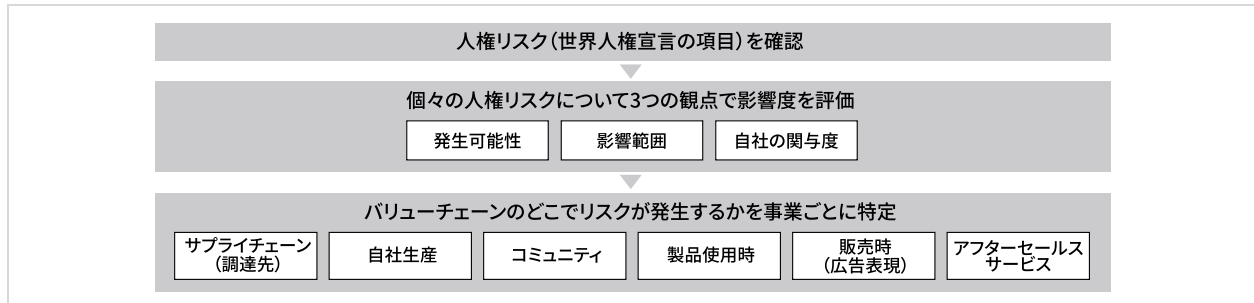 人権リスク（世界人権宣言の項目）を確認
個々の人権リスクについて3つの観点で影響度を評価
発生可能性
影響範囲
自社の関与度
バリューチェーンのどこでリスクが発生するかを事業ごとに特定
サプライチェーン
（調達先）
自社生産
コミュニティ
製品使用時
販売時
（広告表現）
アフターセールス
サービス